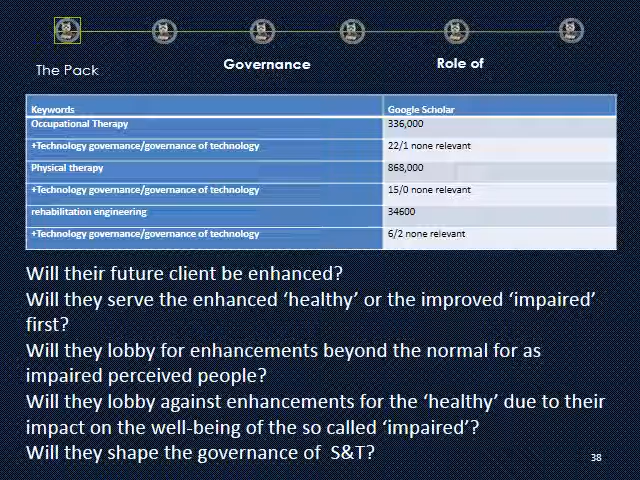 The Pack
Governance
Role of
Keywords Google Scholar
Occupational Therapy 336,000
+Technology governance/governance of technology 22/1 none relevant
Physical therapy 868,000
+Technology governance/governance of technology 15/0 none relevant
rehabilitation engineering 34600
+Technology governance/governance of technology 6/2 none relevant
Will their future client be enhanced?
Will they serve the enhanced ‘healthy’ or the improved ‘impaired’
first?
Will they lobby for enhancements beyond the normal for as
impaired perceived people?
Will they lobby against enhancements for the ‘healthy’ due to their
impact on the well-being of the so called ‘impaired’?
Will they shape the governance of S&T?
38